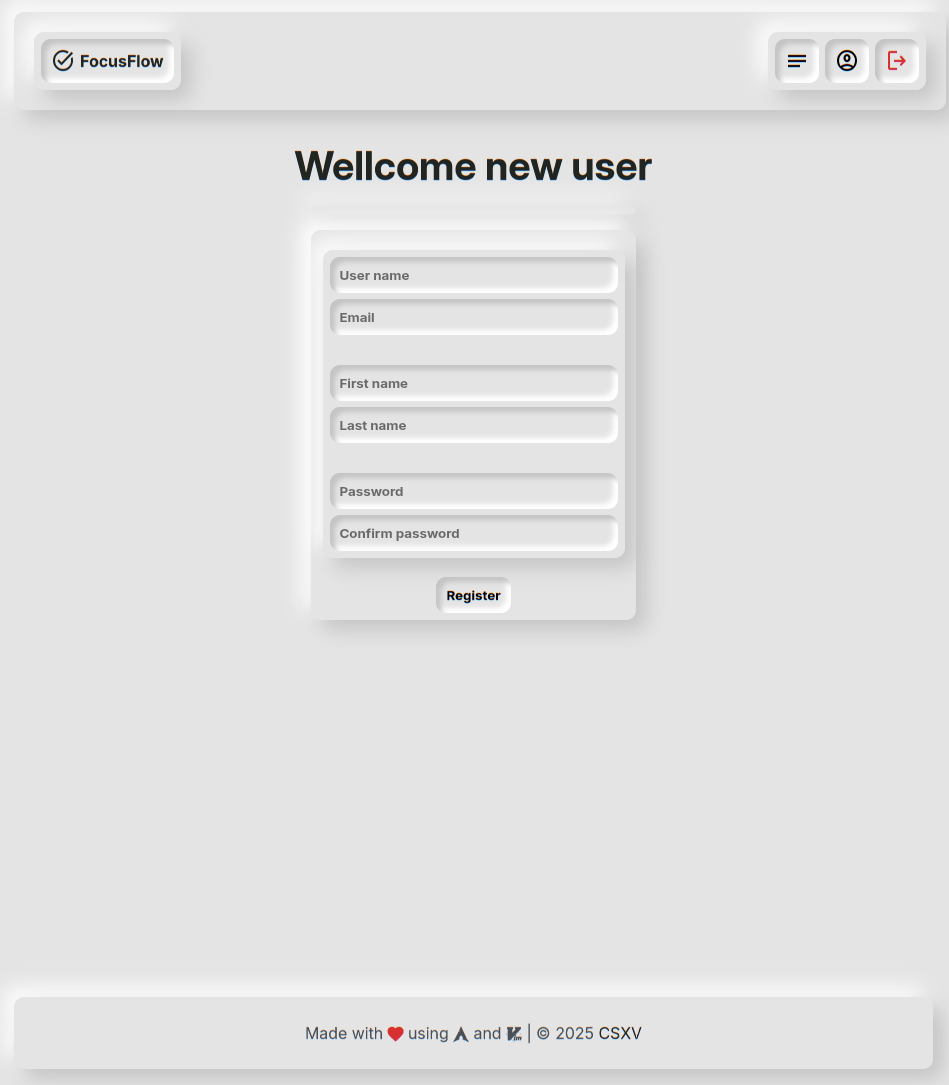 FocusFlow
Wellcome new user
User name
Email
First name
Last name
Password
Confirm password
Register
Made with using and | © 2025 CSXV